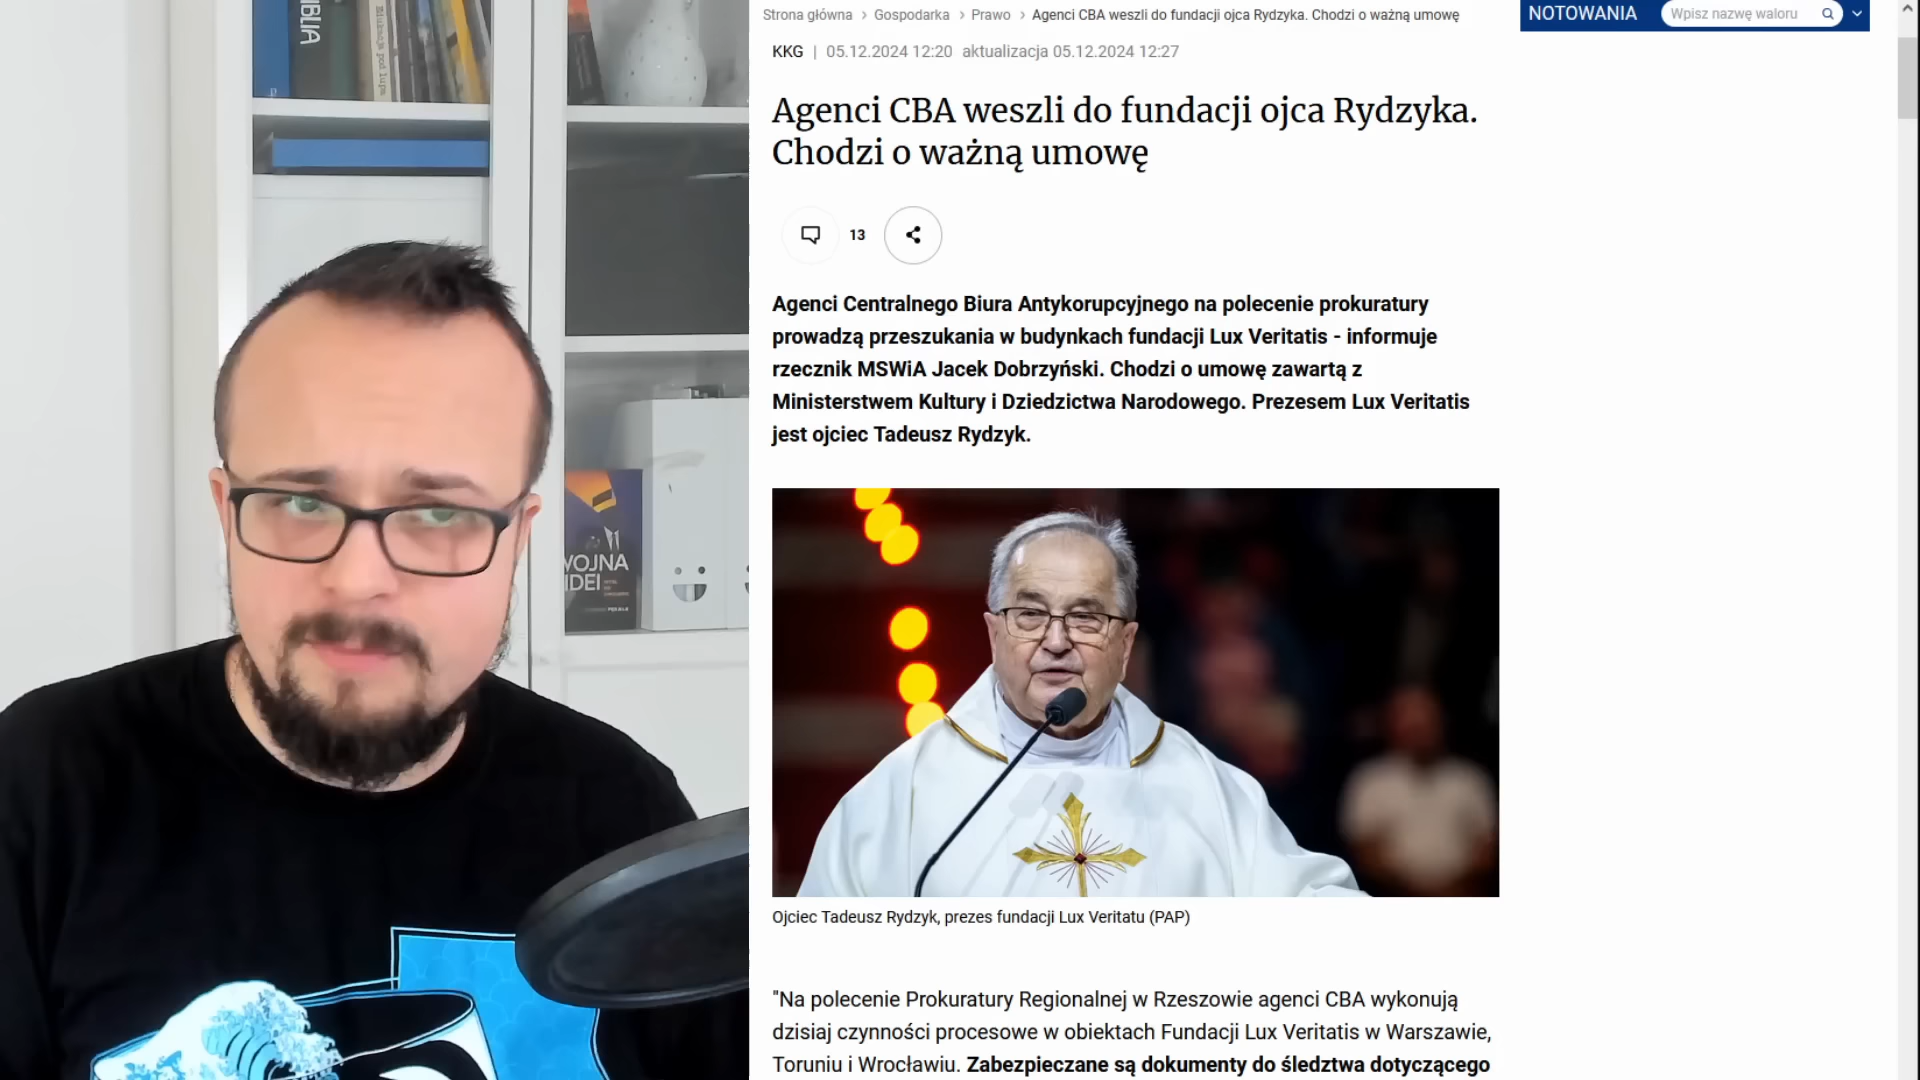 BIBLIA
Edukacja pod lupą
WOJNA
IDEI
Strona główna > Gospodarka > Prawo > Agenci CBA weszli do fundacji ojca Rydzyka. Chodzi o ważną umowę
NOTOWANIA
Wpisz nazwę waloru
KKG | 05.12.2024 12:20 aktualizacja 05.12.2024 12:27
Agenci CBA weszli do fundacji ojca Rydzyka.
Chodzi o ważną umowę
13
Agenci Centralnego Biura Antykorupcyjnego na polecenie prokuratury
prowadzą przeszukania w budynkach fundacji Lux Veritatis - informuje
rzecznik MSWiA Jacek Dobrzyński. Chodzi o umowę zawartą z
Ministerstwem Kultury i Dziedzictwa Narodowego. Prezesem Lux Veritatis
jest ojciec Tadeusz Rydzyk.
Ojciec Tadeusz Rydzyk, prezes fundacji Lux Veritatu (PAP)
"Na polecenie Prokuratury Regionalnej w Rzeszowie agenci CBA wykonują
dzisiaj czynności procesowe w obiektach Fundacji Lux Veritatis w Warszawie,
Toruniu i Wrocławiu. Zabezpieczane są dokumenty do śledztwa dotyczącego